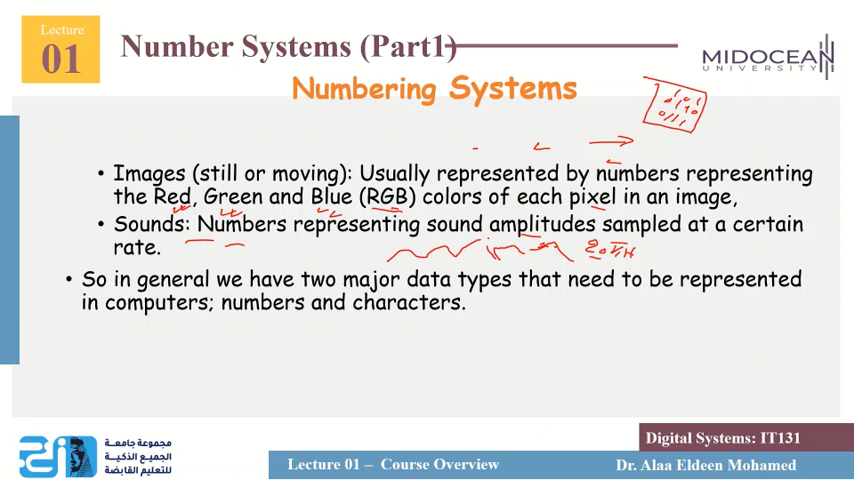 Lecture
01
Number Systems (Part1)
MIDOCEAN
UNIVERSITY
Numbering Systems
• Images (still or moving): Usually represented by numbers representing
the Red, Green and Blue (RGB) colors of each pixel in an image,
• Sounds: Numbers representing sound amplitudes sampled at a certain
rate.
• So in general we have two major data types that need to be represented
in computers; numbers and characters.
مجموعة جامعة
الجميع الذكية
للتعليم القابضة
Digital Systems: IT131
Lecture 01 – Course Overview
Dr. Alaa Eldeen Mohamed